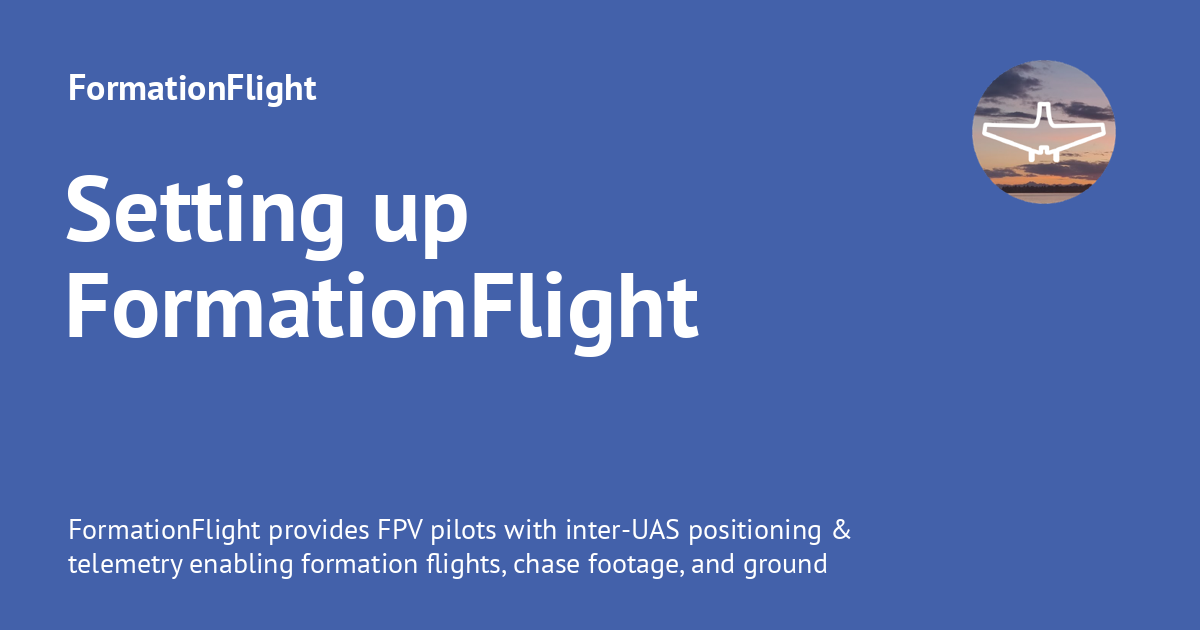 FormationFlight
Setting up
FormationFlight
FormationFlight provides FPV pilots with inter-UAS positioning &
telemetry enabling formation flights, chase footage, and ground